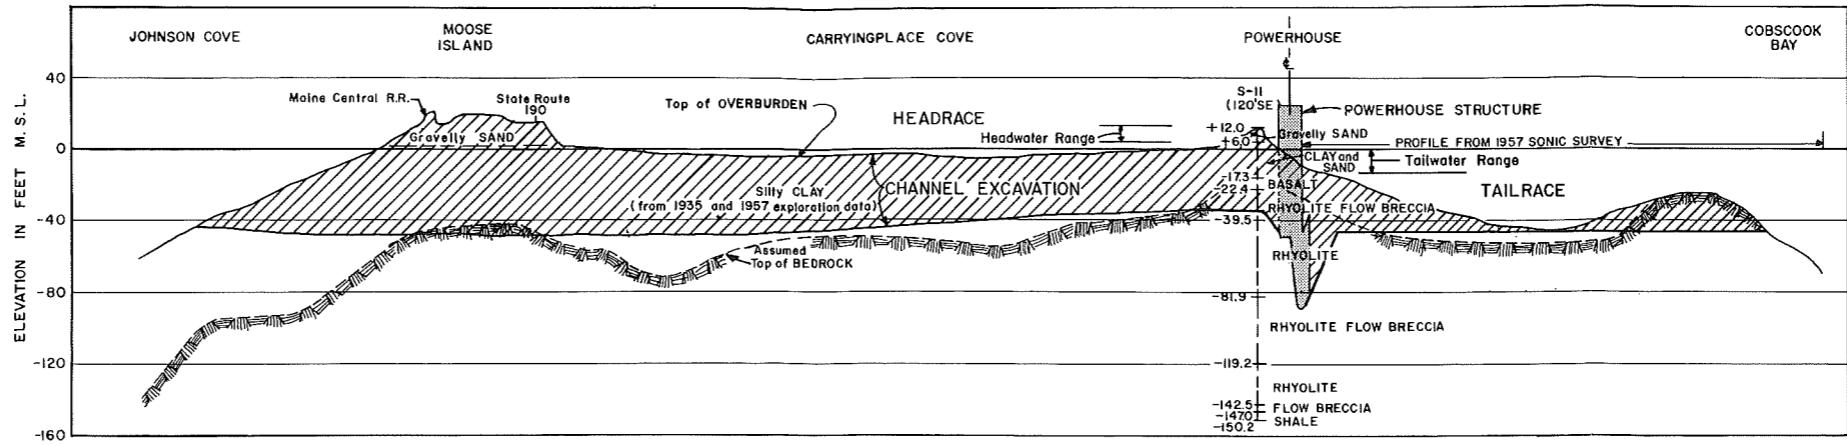 JOHNSON COVE
MOOSE
ISLAND
CARRYINGPLACE COVE
POWERHOUSE
COBSCOOK
BAY
ELEVATION IN FEET M. S. L.
40
0
-40
-80
-120
-160
Maine Central R.R.
State Route
190
Gravelly SAND
Top of OVERBURDEN
HEADRACE
Headwater Range
℄
S-11
(120'SE)
POWERHOUSE STRUCTURE
+12.0
Gravelly SAND
+6.0
PROFILE FROM 1957 SONIC SURVEY
CLAY and
SAND
Tailwater Range
-17.3
-22.4
BASALT
TAILRACE
Silty CLAY
(from 1935 and 1957 exploration data)
CHANNEL EXCAVATION
RHYOLITE FLOW BRECCIA
-39.5
Assumed
Top of BEDROCK
RHYOLITE
-81.9
RHYOLITE FLOW BRECCIA
-119.2
RHYOLITE
-142.5
FLOW BRECCIA
-147.0
SHALE
-150.2